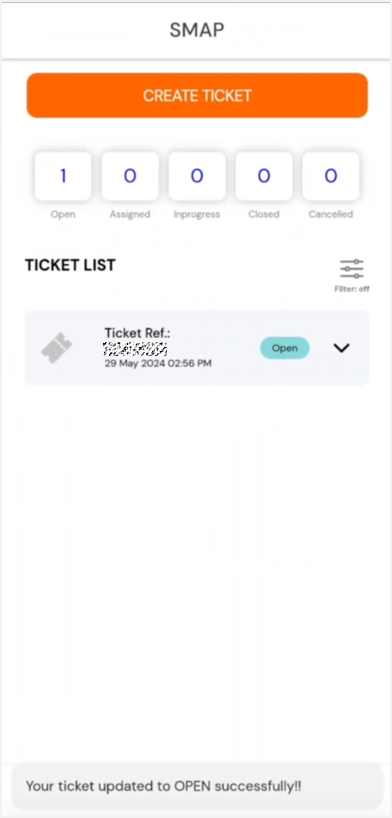 SMAP
CREATE TICKET
1 0 0 0 0
Open Assigned Inprogress Closed Cancelled
TICKET LIST
Filter: off
Ticket Ref.:
Open
29 May 2024 02:56 PM
Your ticket updated to OPEN successfully!!